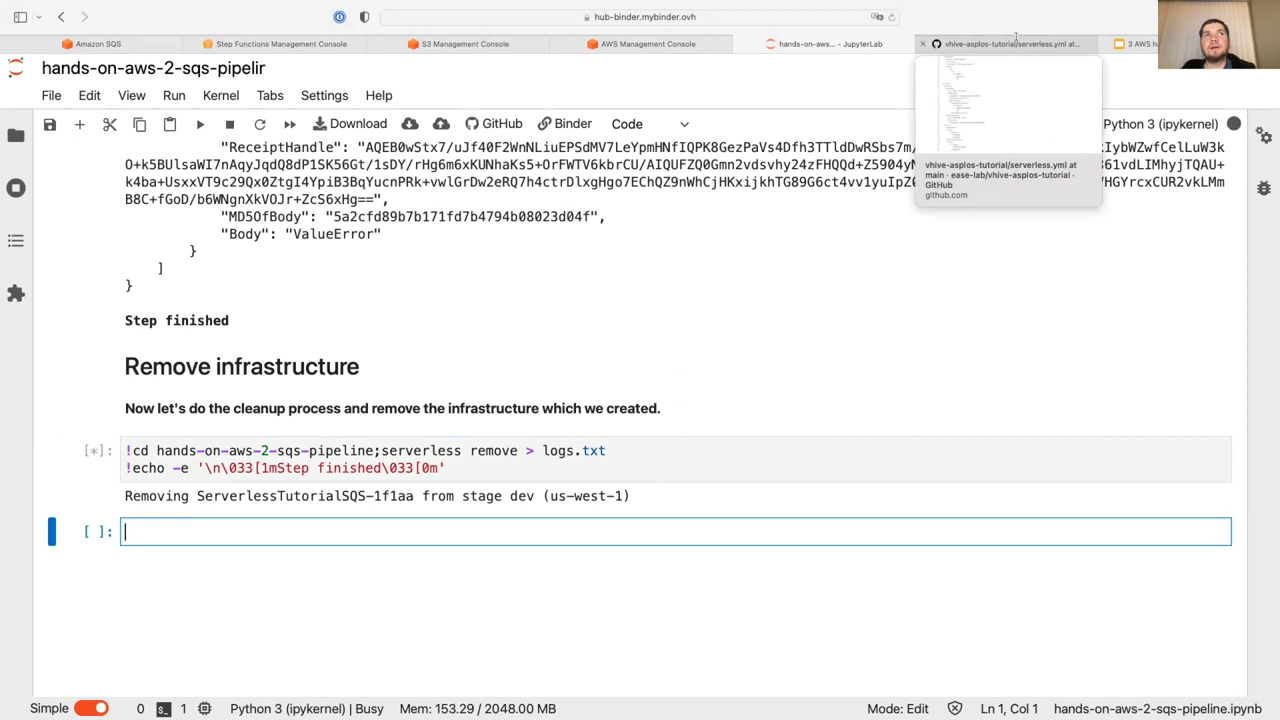 hub-binder.mybinder.ovh
Amazon SQS
Step Functions Management Console
S3 Management Console
AWS Management Console
hands-on-aws... - JupyterLab
vhive-asplos-tutorial/serverless.yml at...
3 AWS ha
hands-on-aws-2-sqs-pipelin
File Edit View Run Kernel Tabs Settings Help
Download GitHub Binder Code
Python 3 (ipykernel)
"MD5OfBody": "5a2cfd89b7b171fd7b4794b08023d04f",
"Body": "ValueError"
}
]
}
vhive-asplos-tutorial/serverless.yml at
main · ease-lab/vhive-asplos-tutorial ·
GitHub
github.com
Step finished
Remove infrastructure
Now let's do the cleanup process and remove the infrastructure which we created.
[*]: !cd hands-on-aws-2-sqs-pipeline;serverless remove > logs.txt
!echo -e '\n\033[1mStep finished\033[0m'
Removing ServerlessTutorialSQS-1f1aa from stage dev (us-west-1)
[ ]:
Simple 0 1 Python 3 (ipykernel) | Busy Mem: 153.29 / 2048.00 MB Mode: Edit Ln 1, Col 1 hands-on-aws-2-sqs-pipeline.ipynb